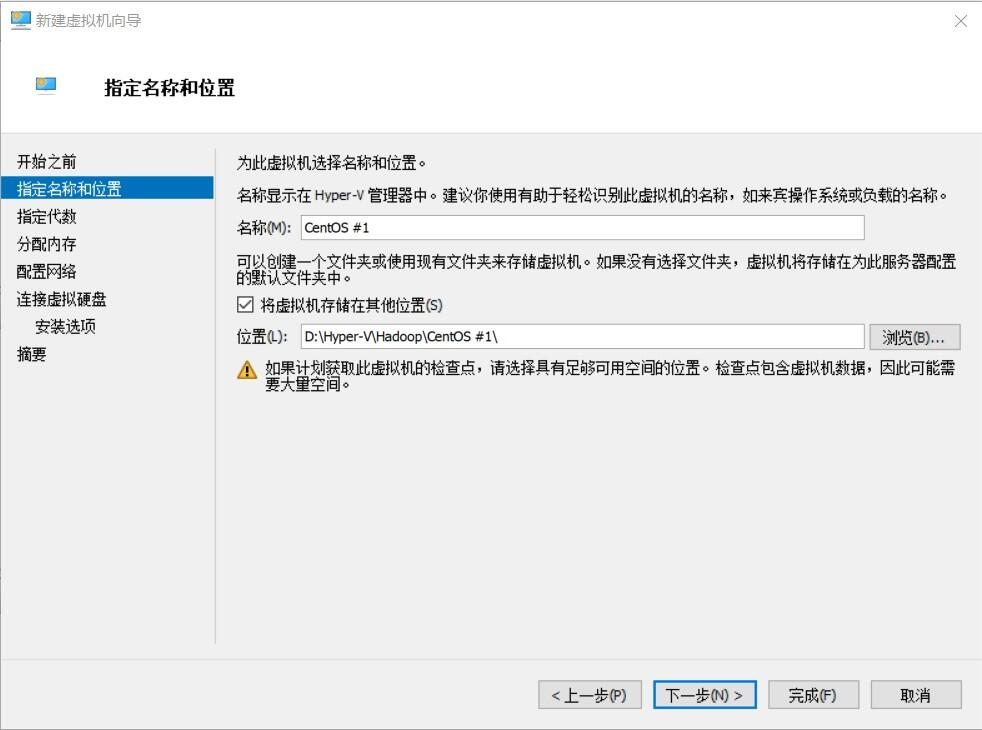 新建虚拟机向导
指定名称和位置
开始之前
指定名称和位置
指定代数
分配内存
配置网络
连接虚拟硬盘
安装选项
摘要
为此虚拟机选择名称和位置。
名称显示在 Hyper-V 管理器中。建议你使用有助于轻松识别此虚拟机的名称，如来宾操作系统或负载的名称。
名称(M): CentOS #1
可以创建一个文件夹或使用现有文件夹来存储虚拟机。如果没有选择文件夹，虚拟机将存储在为此服务器配置
的默认文件夹中。
将虚拟机存储在其他位置(S)
位置(L): D:\Hyper-V\Hadoop\CentOS #1\ 浏览(B)...
如果计划获取此虚拟机的检查点，请选择具有足够可用空间的位置。检查点包含虚拟机数据，因此可能需
要大量空间。
< 上一步(P) 下一步(N) > 完成(F) 取消